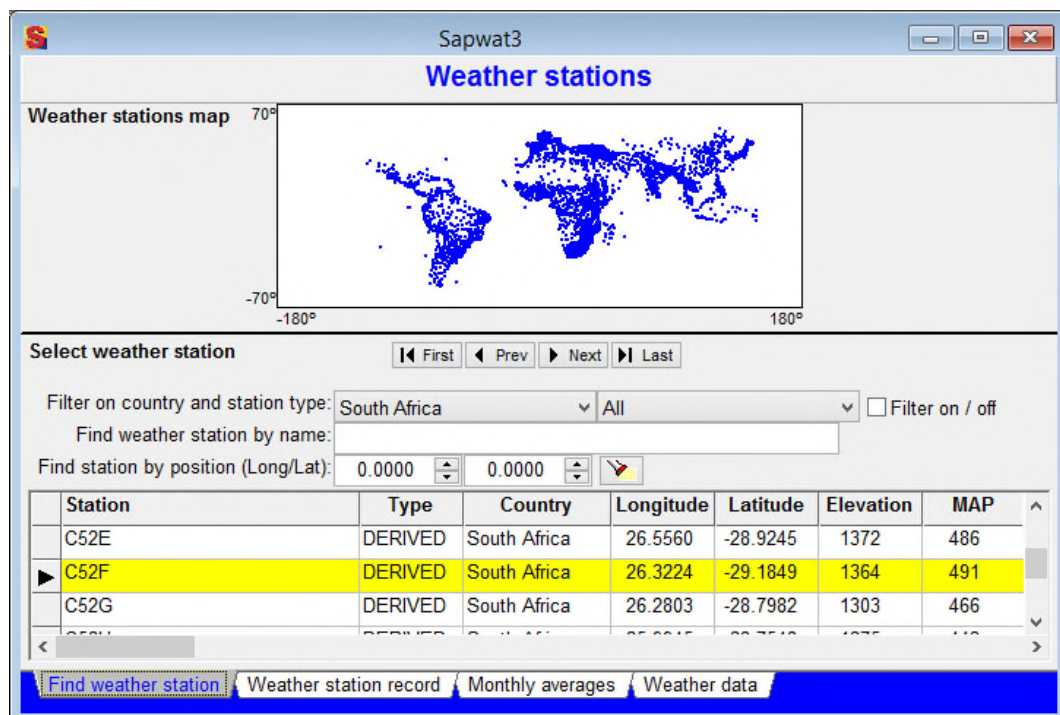 Sapwat3
Weather stations
Weather stations map
70º
-70º
-180º 180º
Select weather station
First Prev Next Last
Filter on country and station type: South Africa All Filter on / off
Find weather station by name:
Find station by position (Long/Lat): 0.0000 0.0000
Station Type Country Longitude Latitude Elevation MAP
C52E DERIVED South Africa 26.5560 -28.9245 1372 486
C52F DERIVED South Africa 26.3224 -29.1849 1364 491
C52G DERIVED South Africa 26.2803 -28.7982 1303 466
Find weather station Weather station record Monthly averages Weather data